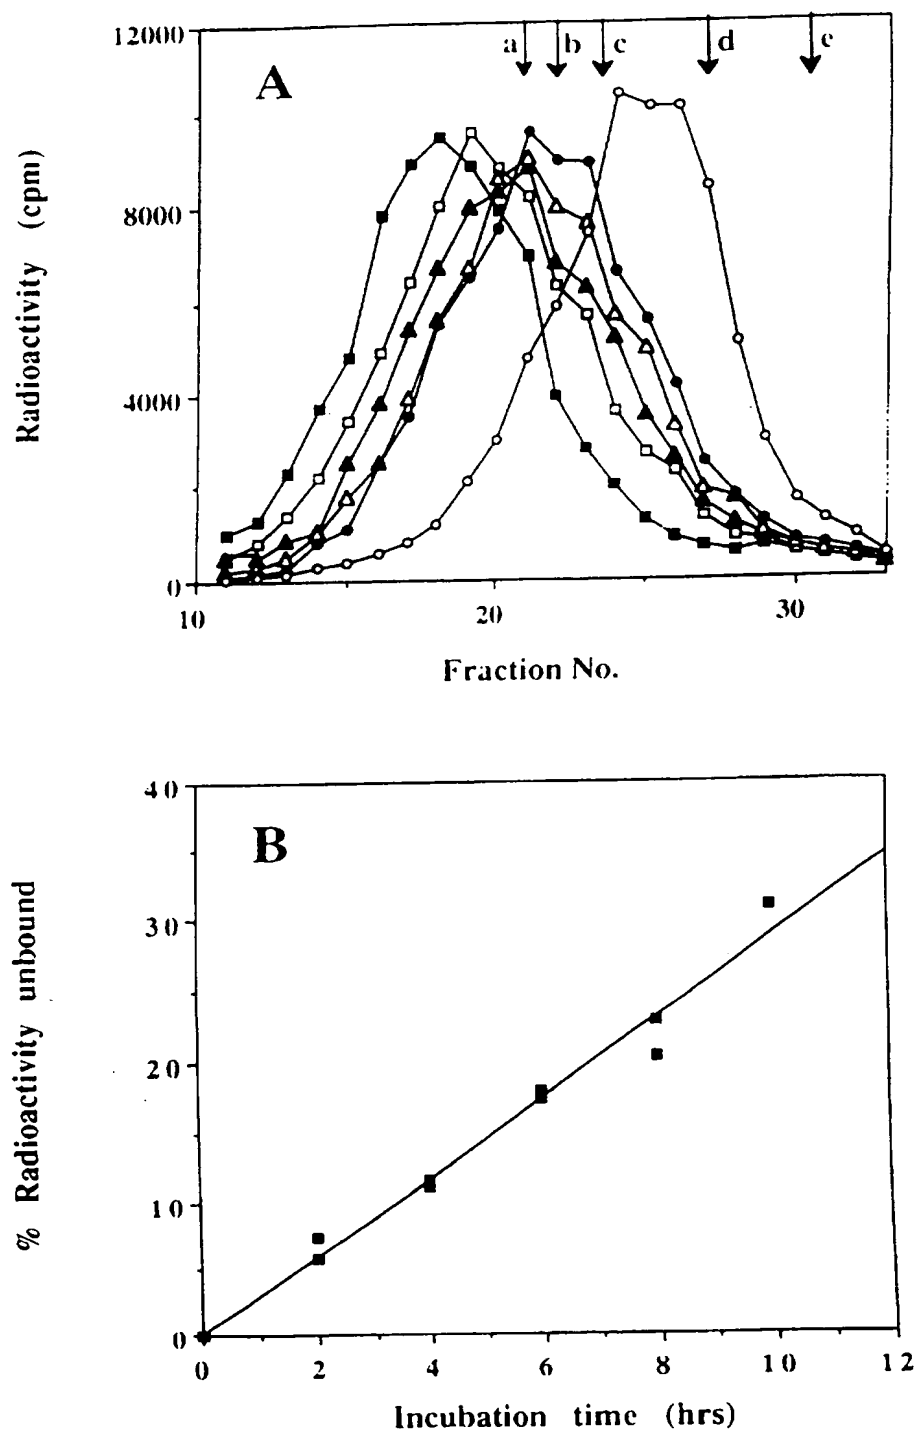 12000
a b c d e
A
8000
4000
0
10 20 30
Radioactivity (cpm)
Fraction No.
40
B
30
20
10
0
0 2 4 6 8 10 12
% Radioactivity unbound
Incubation time (hrs)